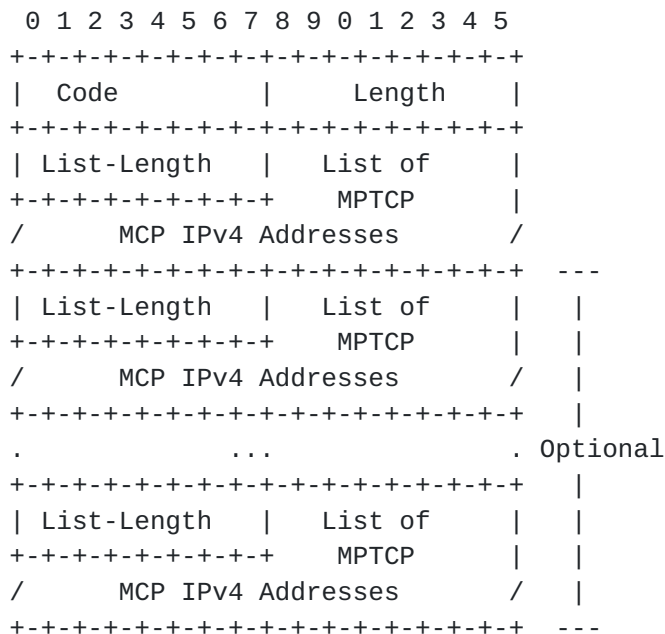 0 1 2 3 4 5 6 7 8 9 0 1 2 3 4 5
+-+-+-+-+-+-+-+-+-+-+-+-+-+-+-+-+
|  Code         |     Length    |
+-+-+-+-+-+-+-+-+-+-+-+-+-+-+-+-+
| List-Length   |   List of     |
+-+-+-+-+-+-+-+-+    MPTCP      |
/      MCP IPv4 Addresses       /
+-+-+-+-+-+-+-+-+-+-+-+-+-+-+-+-+  ---
| List-Length   |   List of     |   |
+-+-+-+-+-+-+-+-+    MPTCP      |   |
/      MCP IPv4 Addresses       /   |
+-+-+-+-+-+-+-+-+-+-+-+-+-+-+-+-+   |
.             ...               . Optional
+-+-+-+-+-+-+-+-+-+-+-+-+-+-+-+-+   |
| List-Length   |   List of     |   |
+-+-+-+-+-+-+-+-+    MPTCP      |   |
/      MCP IPv4 Addresses       /   |
+-+-+-+-+-+-+-+-+-+-+-+-+-+-+-+-+  ---